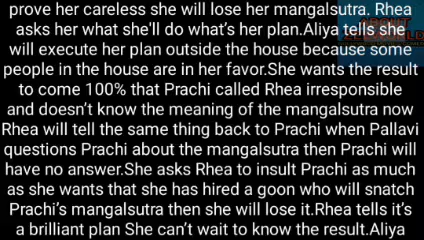 prove her careless she will lose her mangalsutra. Rhea
asks her what she'll do what's her plan.Aliya tells she
will execute her plan outside the house because some
people in the house are in her favor.She wants the result
to come 100% that Prachi called Rhea irresponsible
and doesn't know the meaning of the mangalsutra now
Rhea will tell the same thing back to Prachi when Pallavi
questions Prachi about the mangalsutra then Prachi will
have no answer.She asks Rhea to insult Prachi as much
as she wants that she has hired a goon who will snatch
Prachi's mangalsutra then she will lose it.Rhea tells it's
a brilliant plan She can't wait to know the result.Aliya